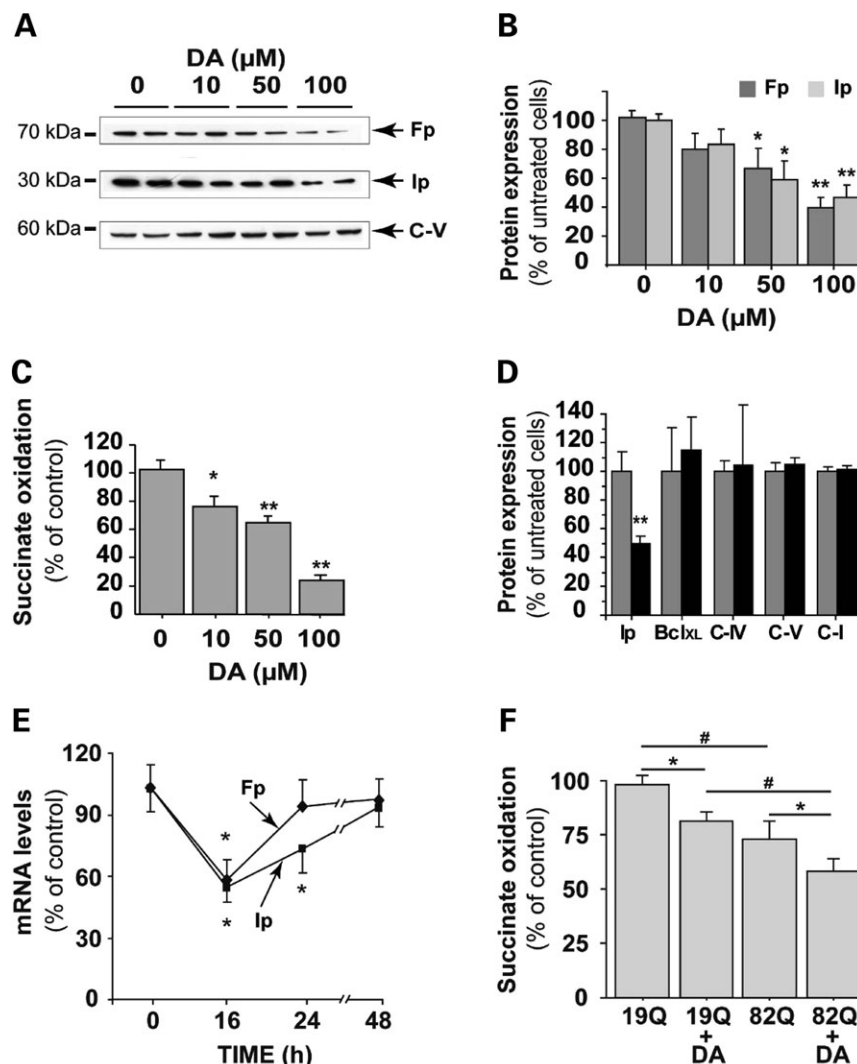 A
DA (µM)
0 10 50 100
70 kDa
Fp
30 kDa
Ip
60 kDa
C-V
B
Fp Ip
Protein expression
(% of untreated cells)
100
80
60
40
20
0
* * ** **
0 10 50 100
DA (µM)
C
Succinate oxidation
(% of control)
120
100
80
60
40
20
0
* ** **
0 10 50 100
DA (µM)
D
Protein expression
(% of untreated cells)
140
120
100
80
60
40
20
0
**
Ip BclXL C-IV C-V C-I
E
mRNA levels
(% of control)
120
90
60
30
0
Fp
*
Ip
*
*
0 16 24 48
TIME (h)
F
Succinate oxidation
(% of control)
100
75
50
25
0
#
*
#
*
19Q 19Q + DA 82Q 82Q + DA